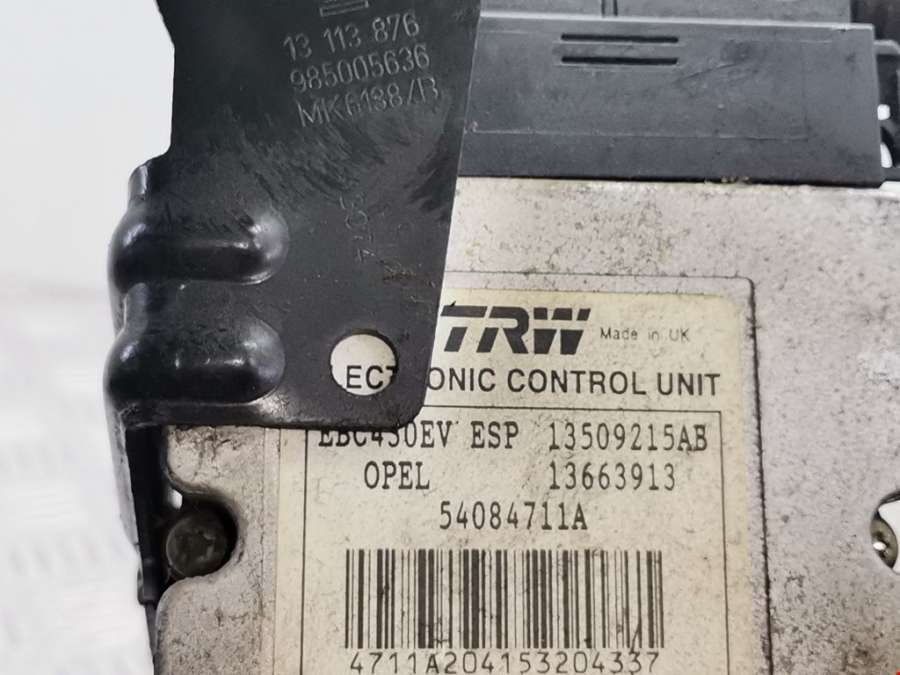 13 113 876
985005636
MK6138/B
TRW Made in UK
ECT ONIC CONTROL UNIT
EBC430EV ESP 13509215AB
OPEL 13663913
54084711A
4711A204153204337